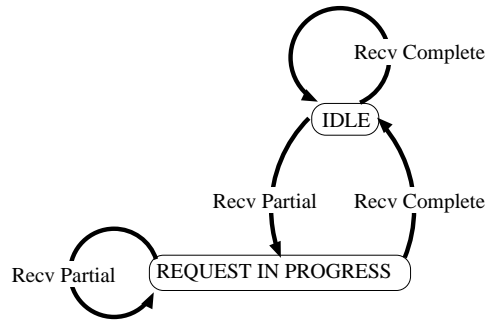 Recv Complete
IDLE
Recv Partial
Recv Complete
Recv Partial
REQUEST IN PROGRESS